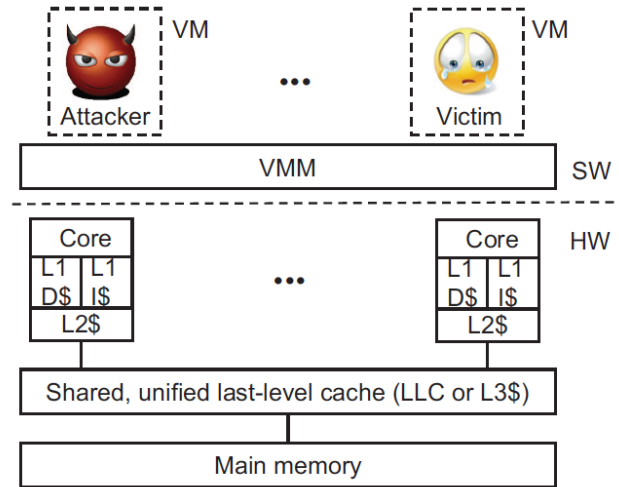 VM
VM
Attacker
•••
Victim
VMM
SW
Core
Core
HW
L1 L1
D$ I$
L2$
•••
L1 L1
D$ I$
L2$
Shared, unified last-level cache (LLC or L3$)
Main memory